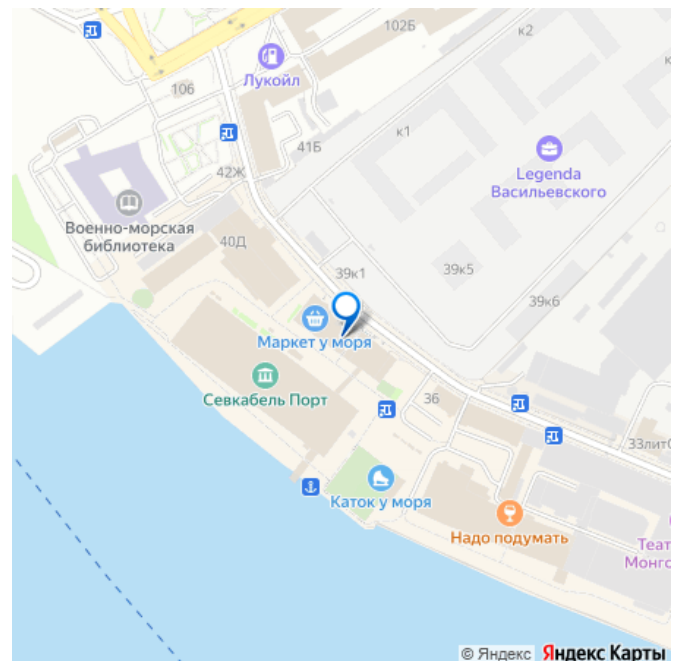 102Б
к2
Лукойл
106
41Б
к1
Legenda
Васильевского
42Ж
Военно-морская
библиотека
40Д
39к1
39к5
39к6
Маркет у моря
Севкабель Порт
36
Каток у моря
Надо подумать
33лит
Теат
Монго
© Яндекс Яндекс Карты